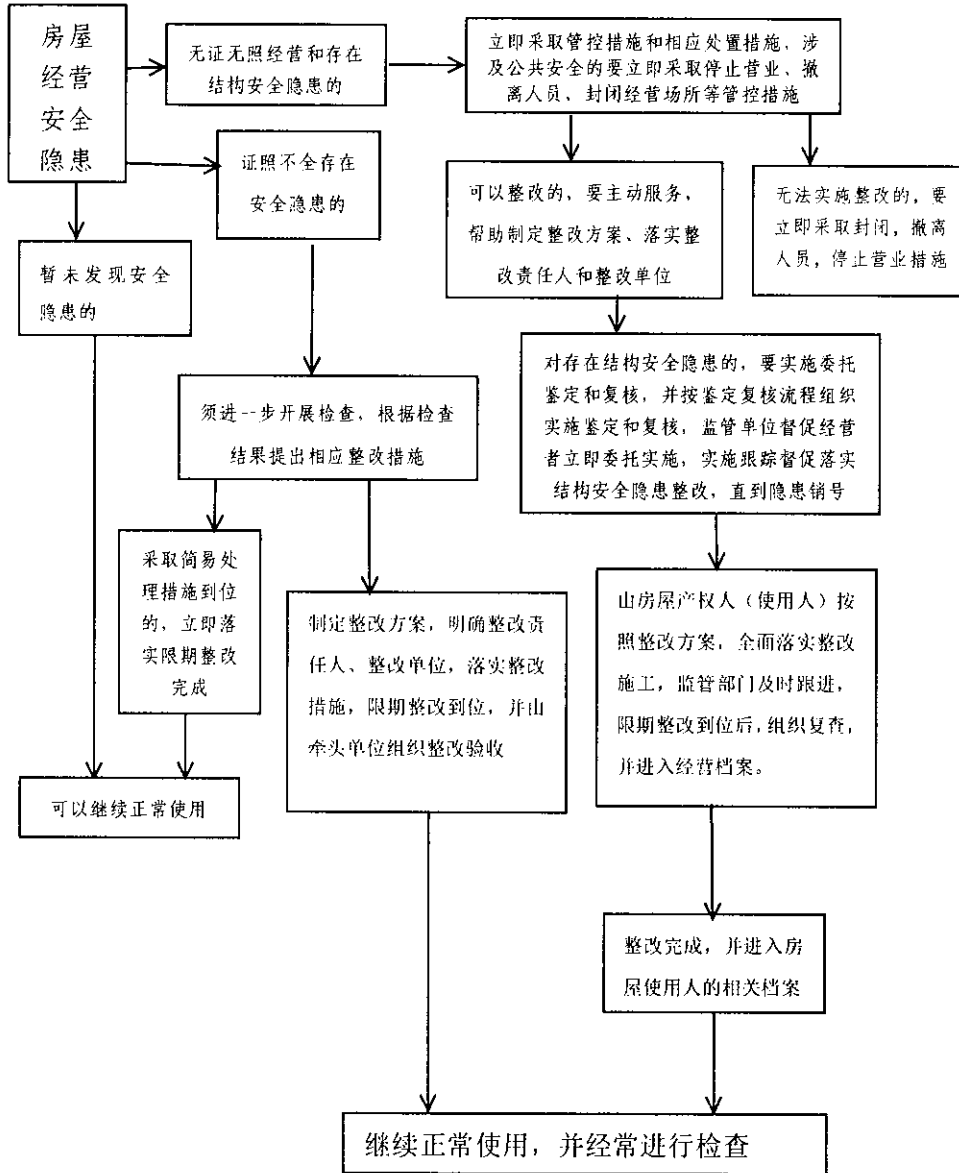 房屋
经营
安全
隐患
无证无照经营和存在
结构安全隐患的
立即采取管控措施和相应处置措施，涉
及公共安全的要立即采取停止营业、撤
离人员、封闭经营场所等管控措施
证照不全存在
安全隐患的
可以整改的，要主动服务，
帮助制定整改方案、落实整
改责任人和整改单位
无法实施整改的，要
立即采取封闭，撤离
人员，停止营业措施
暂未发现安全
隐患的
对存在结构安全隐患的，要实施委托
鉴定和复核，并按鉴定复核流程组织
实施鉴定和复核，监管单位督促经营
者立即委托实施，实施跟踪督促落实
结构安全隐患整改，直到隐患销号
须进一步开展检查，根据检查
结果提出相应整改措施
采取简易处
理措施到位
的，立即落
实限期整改
完成
制定整改方案，明确整改责
任人、整改单位，落实整改
措施，限期整改到位，并由
牵头单位组织整改验收
由房屋产权人（使用人）按
照整改方案，全面落实整改
施工，监管部门及时跟进，
限期整改到位后，组织复查，
并进入经营档案。
可以继续正常使用
整改完成，并进入房
屋使用人的相关档案
继续正常使用，并经常进行检查